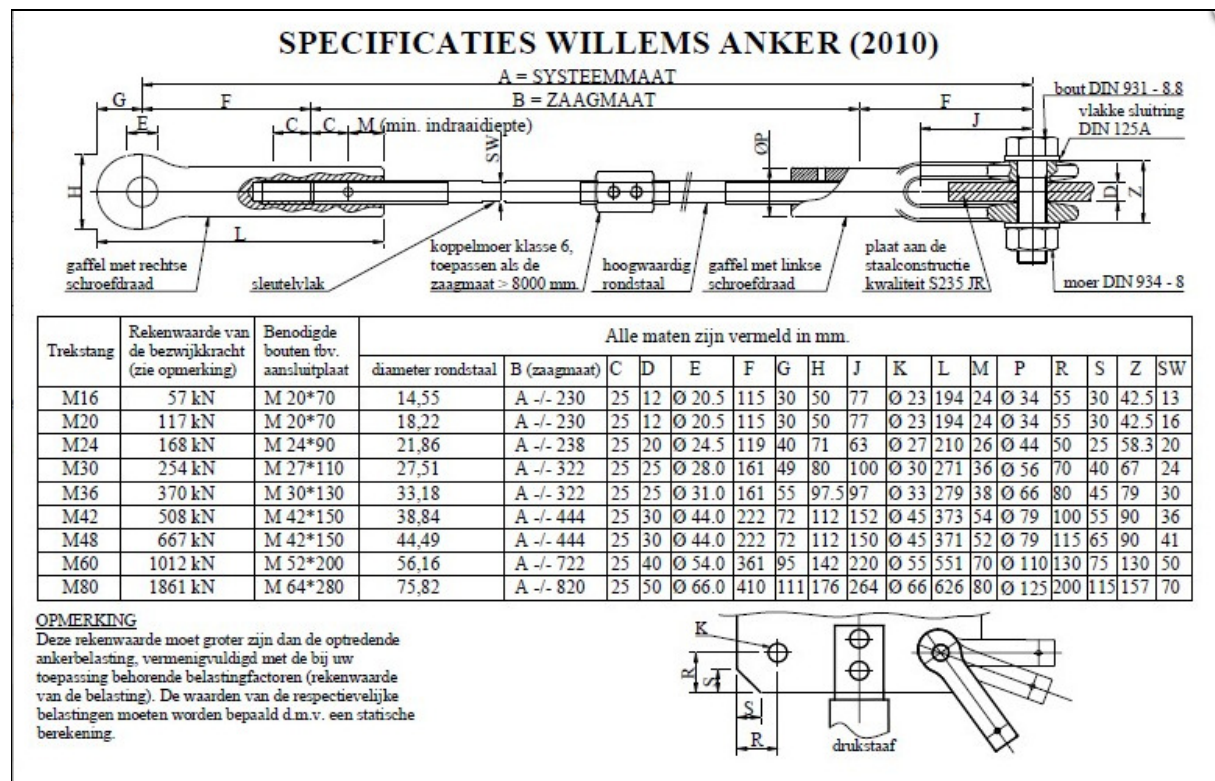 SPECIFICATIES WILLEMS ANKER (2010)
A = SYSTEEMMAAT
G F B = ZAAGMAAT F
bout DIN 931 - 8.8
vlakke sluitring
DIN 125A
E C C M (min. indraaidiepte) J
SW ØP
H D Z
L
gaffel met rechtse
schroefdraad
sleutelvlak
koppelmoer klasse 6,
toepassen als de
zaagmaat > 8000 mm.
hoogwaardig
rondstaal
gaffel met linkse
schroefdraad
plaat aan de
staalconstructie
kwaliteit S235 JR
moer DIN 934 - 8
Trekstang
Rekenwaarde van
de bezwijkkracht
(zie opmerking)
Benodigde
bouten tbv.
aansluitplaat
Alle maten zijn vermeld in mm.
diameter rondstaal B (zaagmaat) C D E F G H J K L M P R S Z SW
M16 57 kN M 20*70 14,55 A -/- 230 25 12 Ø 20.5 115 30 50 77 Ø 23 194 24 Ø 34 55 30 42.5 13
M20 117 kN M 20*70 18,22 A -/- 230 25 12 Ø 20.5 115 30 50 77 Ø 23 194 24 Ø 34 55 30 42.5 16
M24 168 kN M 24*90 21,86 A -/- 238 25 20 Ø 24.5 119 40 71 63 Ø 27 210 26 Ø 44 50 25 58.3 20
M30 254 kN M 27*110 27,51 A -/- 322 25 25 Ø 28.0 161 49 80 100 Ø 30 271 36 Ø 56 70 40 67 24
M36 370 kN M 30*130 33,18 A -/- 322 25 25 Ø 31.0 161 55 97.5 97 Ø 33 279 38 Ø 66 80 45 79 30
M42 508 kN M 42*150 38,84 A -/- 444 25 30 Ø 44.0 222 72 112 152 Ø 45 373 54 Ø 79 100 55 90 36
M48 667 kN M 42*150 44,49 A -/- 444 25 30 Ø 44.0 222 72 112 150 Ø 45 371 52 Ø 79 115 65 90 41
M60 1012 kN M 52*200 56,16 A -/- 722 25 40 Ø 54.0 361 95 142 220 Ø 55 551 70 Ø 110 130 75 130 50
M80 1861 kN M 64*280 75,82 A -/- 820 25 50 Ø 66.0 410 111 176 264 Ø 66 626 80 Ø 125 200 115 157 70
OPMERKING
Deze rekenwaarde moet groter zijn dan de optredende
ankerbelasting, vermenigvuldigd met de bij uw
toepassing behorende belastingfactoren (rekenwaarde
van de belasting). De waarden van de respectievelijke
belastingen moeten worden bepaald d.m.v. een statische
berekening.
K
R
S
S
R
drukstaaf